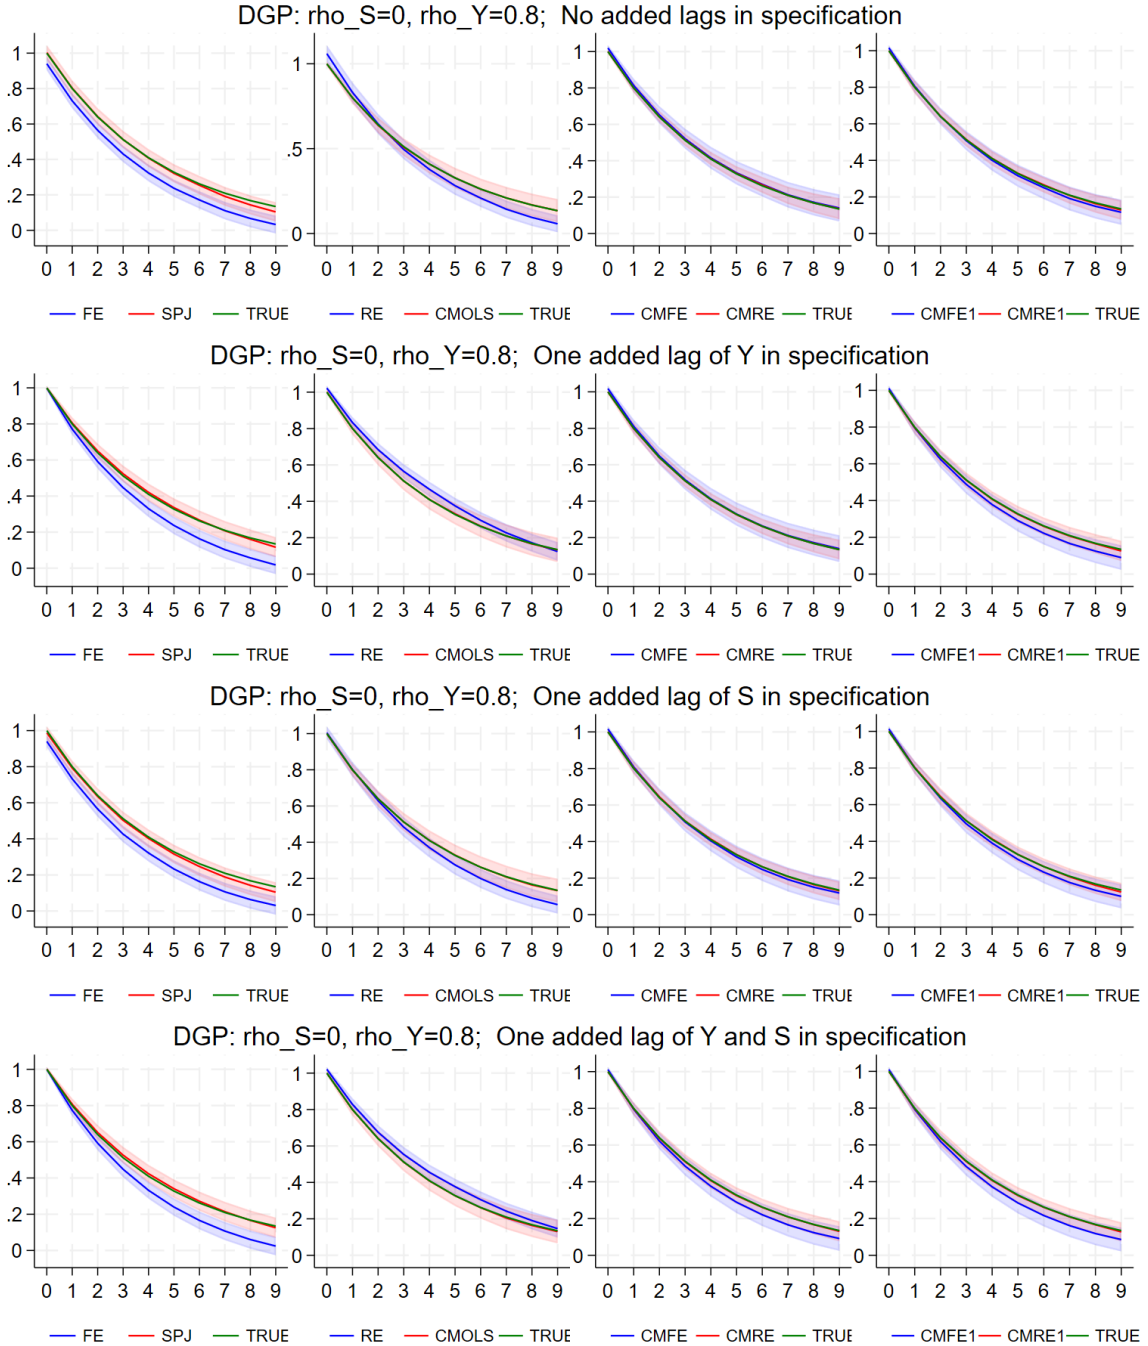 DGP: rho_S=0, rho_Y=0.8;  No added lags in specification
1 1 1 1
.8 .8 .8
.6 .5 .6 .6
.4 .4 .4
.2 .2 .2
0 0 0 0
0 1 2 3 4 5 6 7 8 9 0 1 2 3 4 5 6 7 8 9 0 1 2 3 4 5 6 7 8 9 0 1 2 3 4 5 6 7 8 9
FE SPJ TRUE RE CMOLS TRUE CMFE CMRE TRUE CMFE1 CMRE1 TRUE
DGP: rho_S=0, rho_Y=0.8;  One added lag of Y in specification
1 1 1 1
.8 .8 .8 .8
.6 .6 .6 .6
.4 .4 .4 .4
.2 .2 .2 .2
0 0 0 0
0 1 2 3 4 5 6 7 8 9 0 1 2 3 4 5 6 7 8 9 0 1 2 3 4 5 6 7 8 9 0 1 2 3 4 5 6 7 8 9
FE SPJ TRUE RE CMOLS TRUE CMFE CMRE TRUE CMFE1 CMRE1 TRUE
DGP: rho_S=0, rho_Y=0.8;  One added lag of S in specification
1 1 1 1
.8 .8 .8 .8
.6 .6 .6 .6
.4 .4 .4 .4
.2 .2 .2 .2
0 0 0 0
0 1 2 3 4 5 6 7 8 9 0 1 2 3 4 5 6 7 8 9 0 1 2 3 4 5 6 7 8 9 0 1 2 3 4 5 6 7 8 9
FE SPJ TRUE RE CMOLS TRUE CMFE CMRE TRUE CMFE1 CMRE1 TRUE
DGP: rho_S=0, rho_Y=0.8;  One added lag of Y and S in specification
1 1 1 1
.8 .8 .8 .8
.6 .6 .6 .6
.4 .4 .4 .4
.2 .2 .2 .2
0 0 0 0
0 1 2 3 4 5 6 7 8 9 0 1 2 3 4 5 6 7 8 9 0 1 2 3 4 5 6 7 8 9 0 1 2 3 4 5 6 7 8 9
FE SPJ TRUE RE CMOLS TRUE CMFE CMRE TRUE CMFE1 CMRE1 TRUE